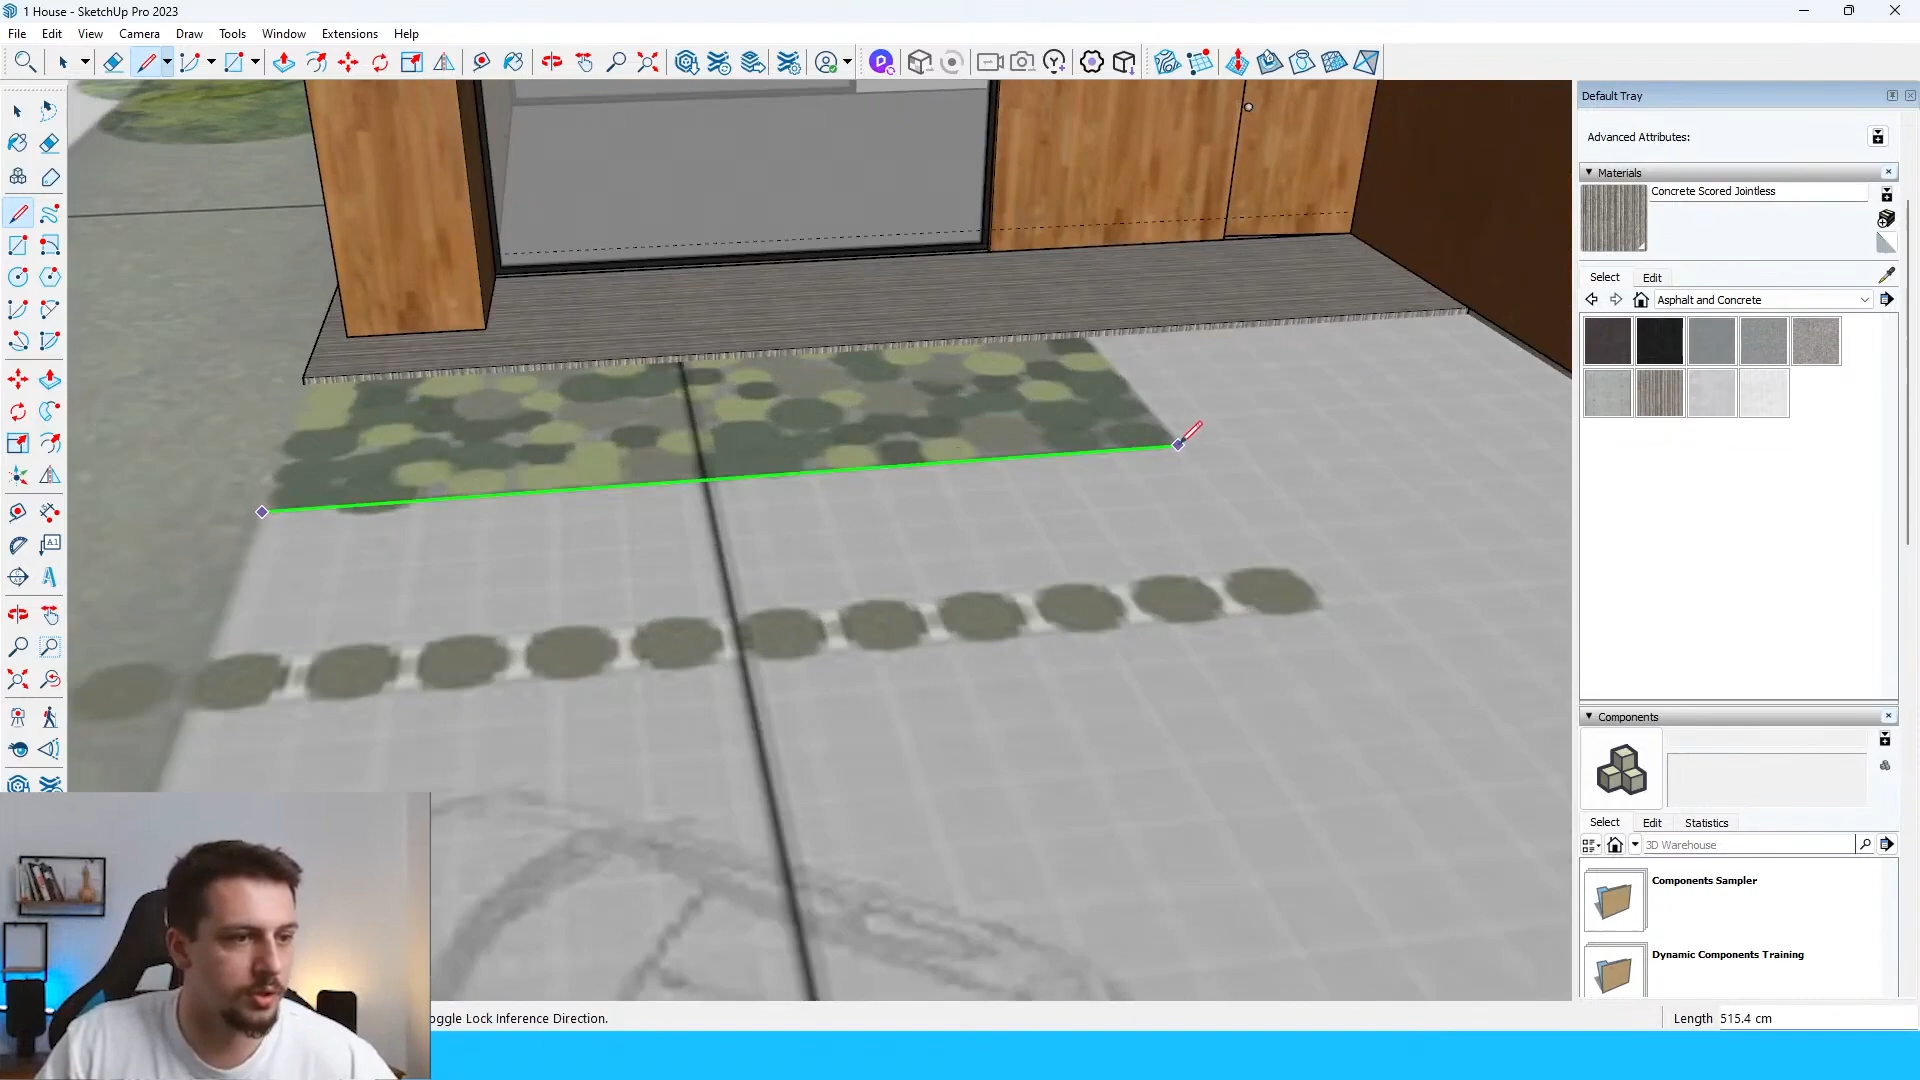 1 House - SketchUp Pro 2023
File Edit View Camera Draw Tools Window Extensions Help
Default Tray
Advanced Attributes:
Materials
Concrete Scored Jointless
Select Edit
Asphalt and Concrete
Components
Select Edit Statistics
3D Warehouse
Components Sampler
Dynamic Components Training
oggle Lock Inference Direction.
Length 515.4 cm